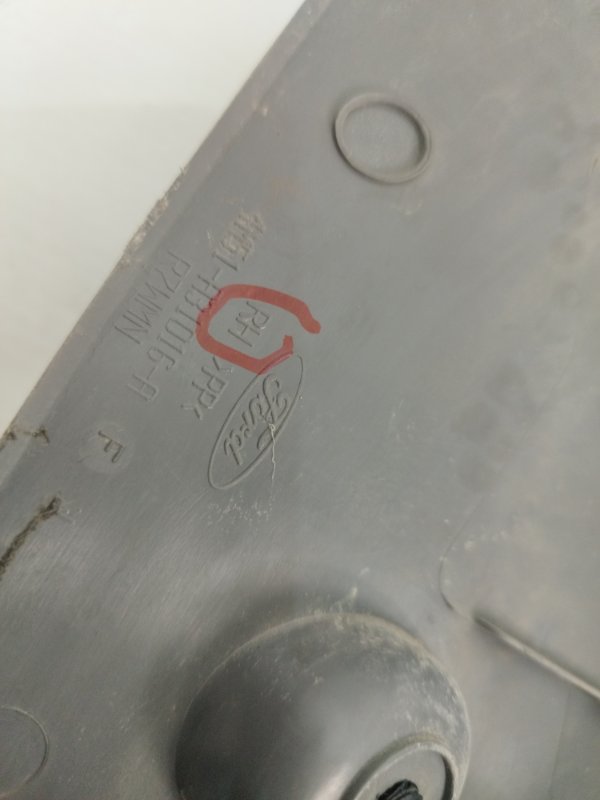 RH
Ford
>PP<
4M51-A31016-A
F